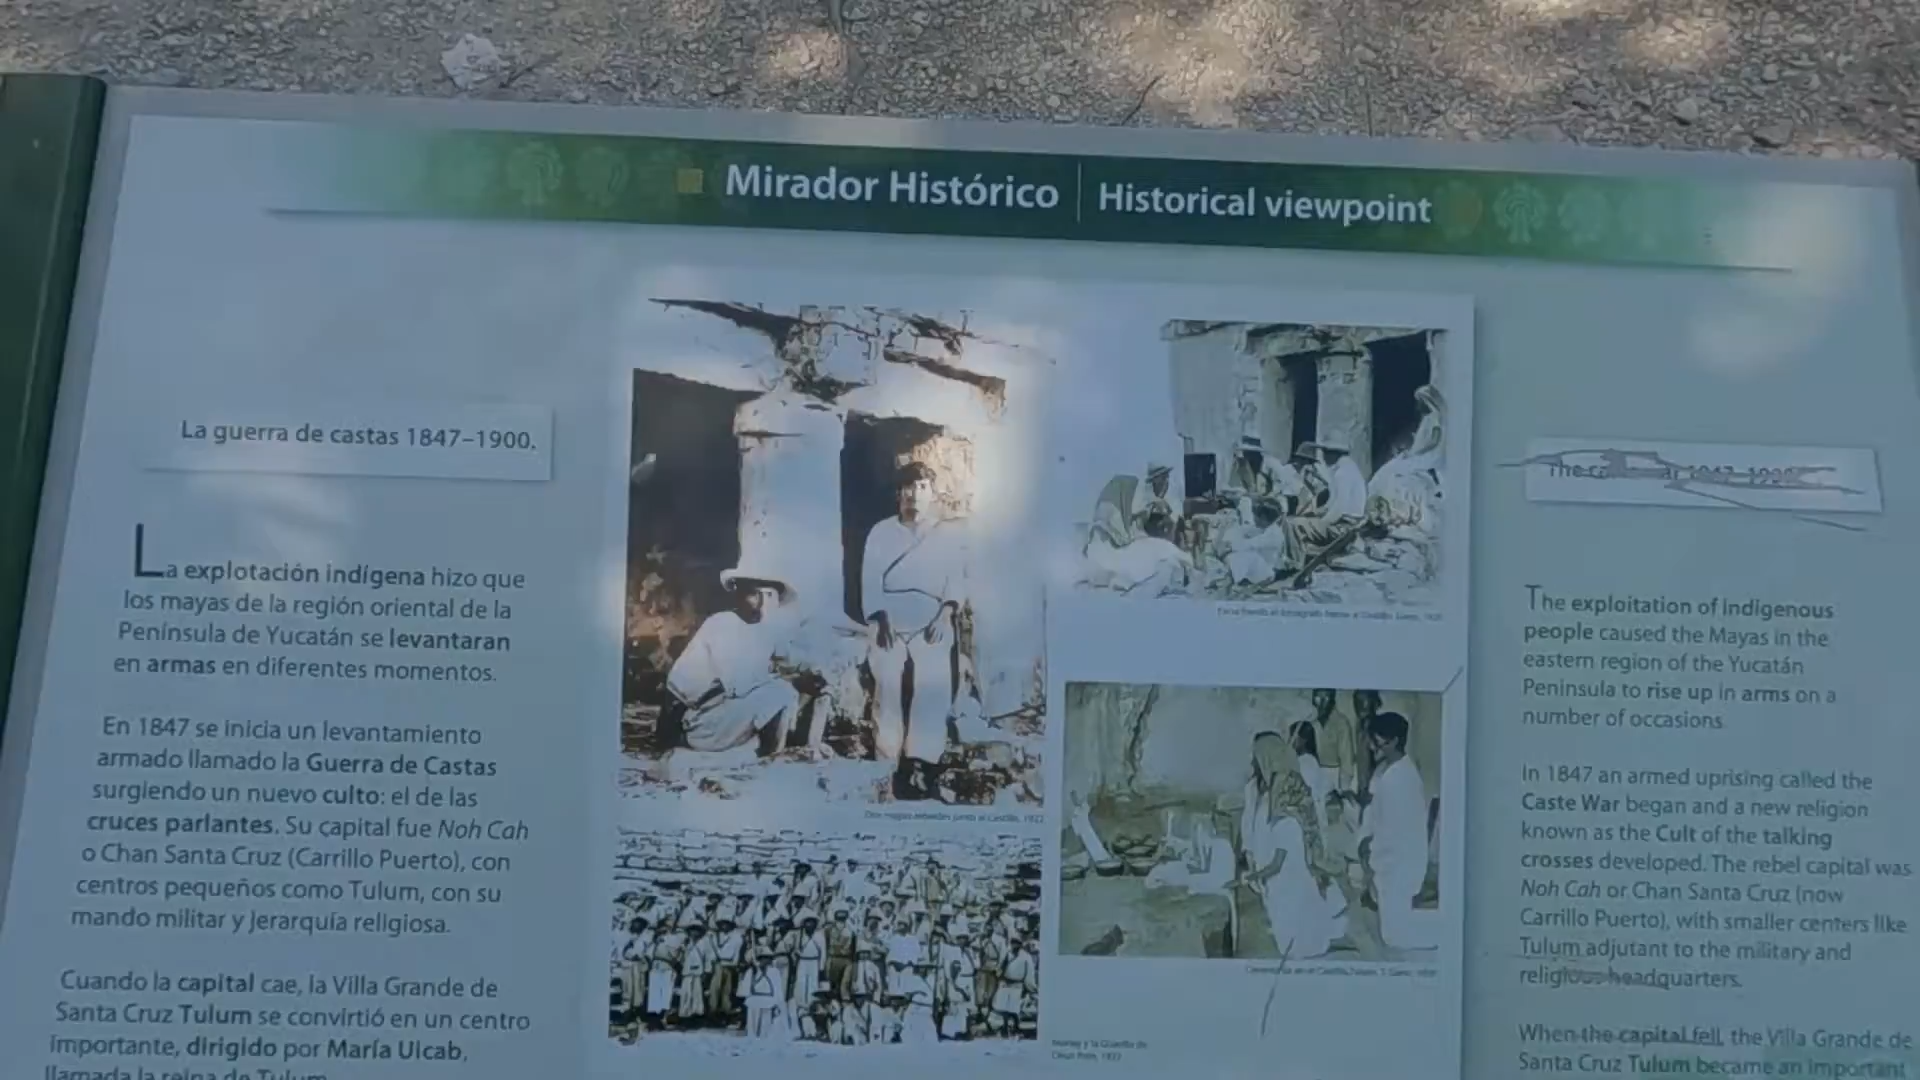 Mirador Histórico | Historical viewpoint
La guerra de castas 1847–1900.
La explotación indígena hizo que
los mayas de la región oriental de la
Península de Yucatán se levantaran
en armas en diferentes momentos.
En 1847 se inicia un levantamiento
armado llamado la Guerra de Castas
surgiendo un nuevo culto: el de las
cruces parlantes. Su capital fue Noh Cah
o Chan Santa Cruz (Carrillo Puerto), con
centros pequeños como Tulum, con su
mando militar y jerarquía religiosa.
Cuando la capital cae, la Villa Grande de
Santa Cruz Tulum se convirtió en un centro
importante, dirigido por María Uicab,
llamada la reina de Tulum
The exploitation of indigenous
people caused the Mayas in the
eastern region of the Yucatán
Peninsula to rise up in arms on a
number of occasions
In 1847 an armed uprising called the
Caste War began and a new religion
known as the Cult of the talking
crosses developed. The rebel capital was
Noh Cah or Chan Santa Cruz (now
Carrillo Puerto), with smaller centers like
Tulum adjutant to the military and
religious headquarters.
When the capital fell, the Villa Grande de
Santa Cruz Tulum became an important